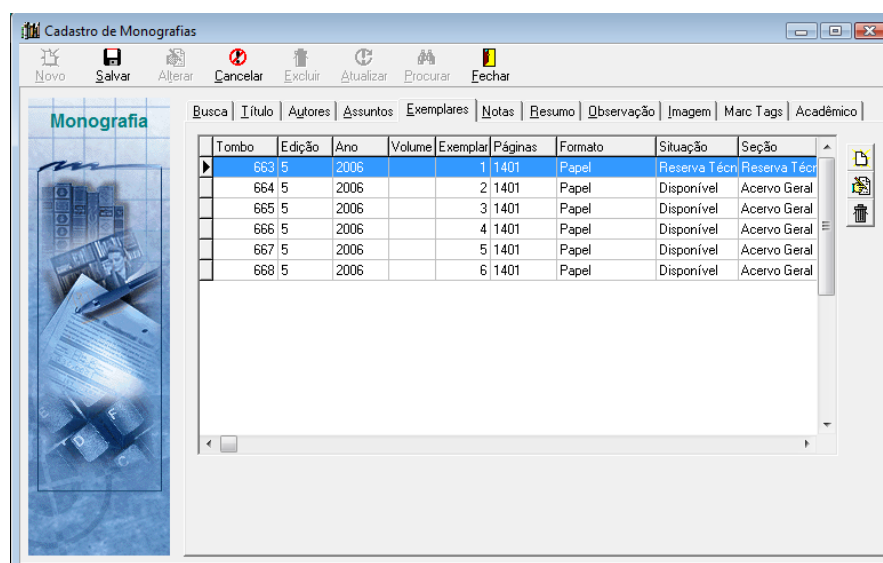 Cadastro de Monografias
Novo Salvar Alterar Cancelar Excluir Atualizar Procurar Fechar
Monografia
Busca Título Autores Assuntos Exemplares Notas Resumo Observação Imagem Marc Tags Acadêmico
Tombo Edição Ano Volume Exemplar Páginas Formato Situação Seção
663 5 2006 1 1401 Papel Reserva Técn Reserva Técr
664 5 2006 2 1401 Papel Disponível Acervo Geral
665 5 2006 3 1401 Papel Disponível Acervo Geral
666 5 2006 4 1401 Papel Disponível Acervo Geral
667 5 2006 5 1401 Papel Disponível Acervo Geral
668 5 2006 6 1401 Papel Disponível Acervo Geral